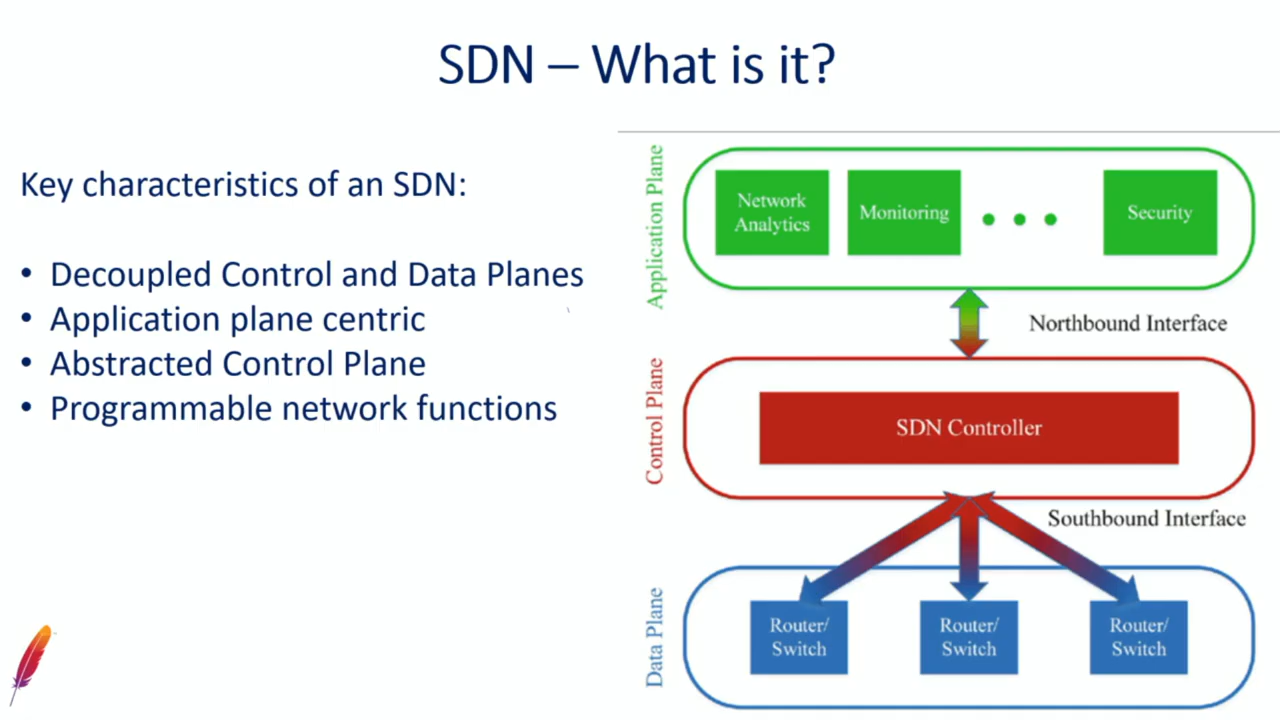 SDN – What is it?
Key characteristics of an SDN:
• Decoupled Control and Data Planes
• Application plane centric
• Abstracted Control Plane
• Programmable network functions
Application Plane
Network
Analytics
Monitoring
Security
Northbound Interface
Control Plane
SDN Controller
Southbound Interface
Data Plane
Router/
Switch
Router/
Switch
Router/
Switch